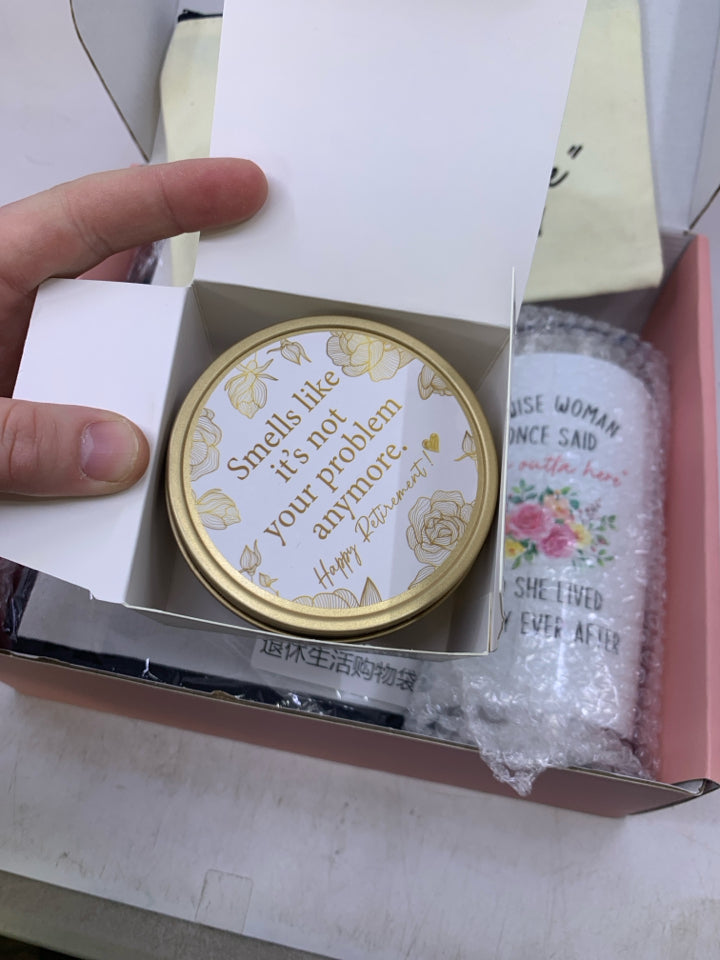 Smells like
it's not
your problem
anymore.
Happy Retirement!
WISE WOMAN
ONCE SAID
outta here"
SHE LIVED
EVER AFTER
退休生活购物袋